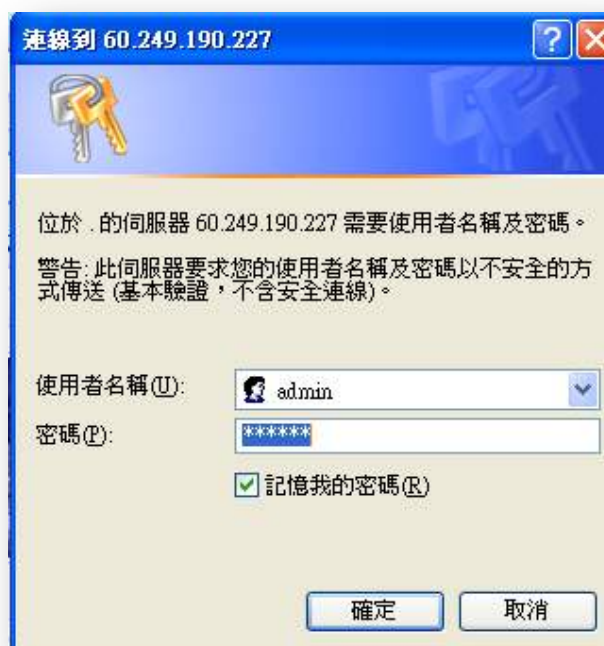 連線到 60.249.190.227
位於 . 的伺服器 60.249.190.227 需要使用者名稱及密碼。
警告: 此伺服器要求您的使用者名稱及密碼以不安全的方
式傳送 (基本驗證，不含安全連線)。
使用者名稱(U): admin
密碼(P): ******
記憶我的密碼(R)
確定 取消